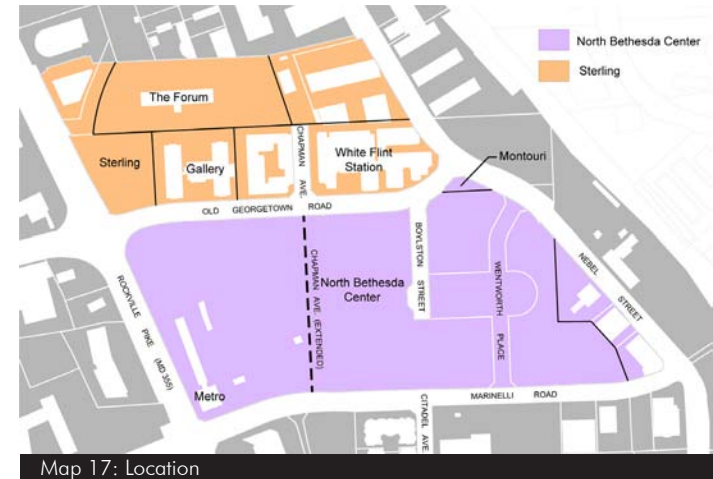 North Bethesda Center
Sterling
The Forum
CHAPMAN AVE.
White Flint
Station
Montouri
Sterling
Gallery
OLD GEORGETOWN ROAD
BOYLSTON STREET
WENTWORTH PLACE
NEBEL STREET
ROCKVILLE PIKE (MD 355)
CHAPMAN AVE. (EXTENDED)
North Bethesda
Center
Metro
CITADEL AVE.
MARINELLI ROAD
Map 17: Location